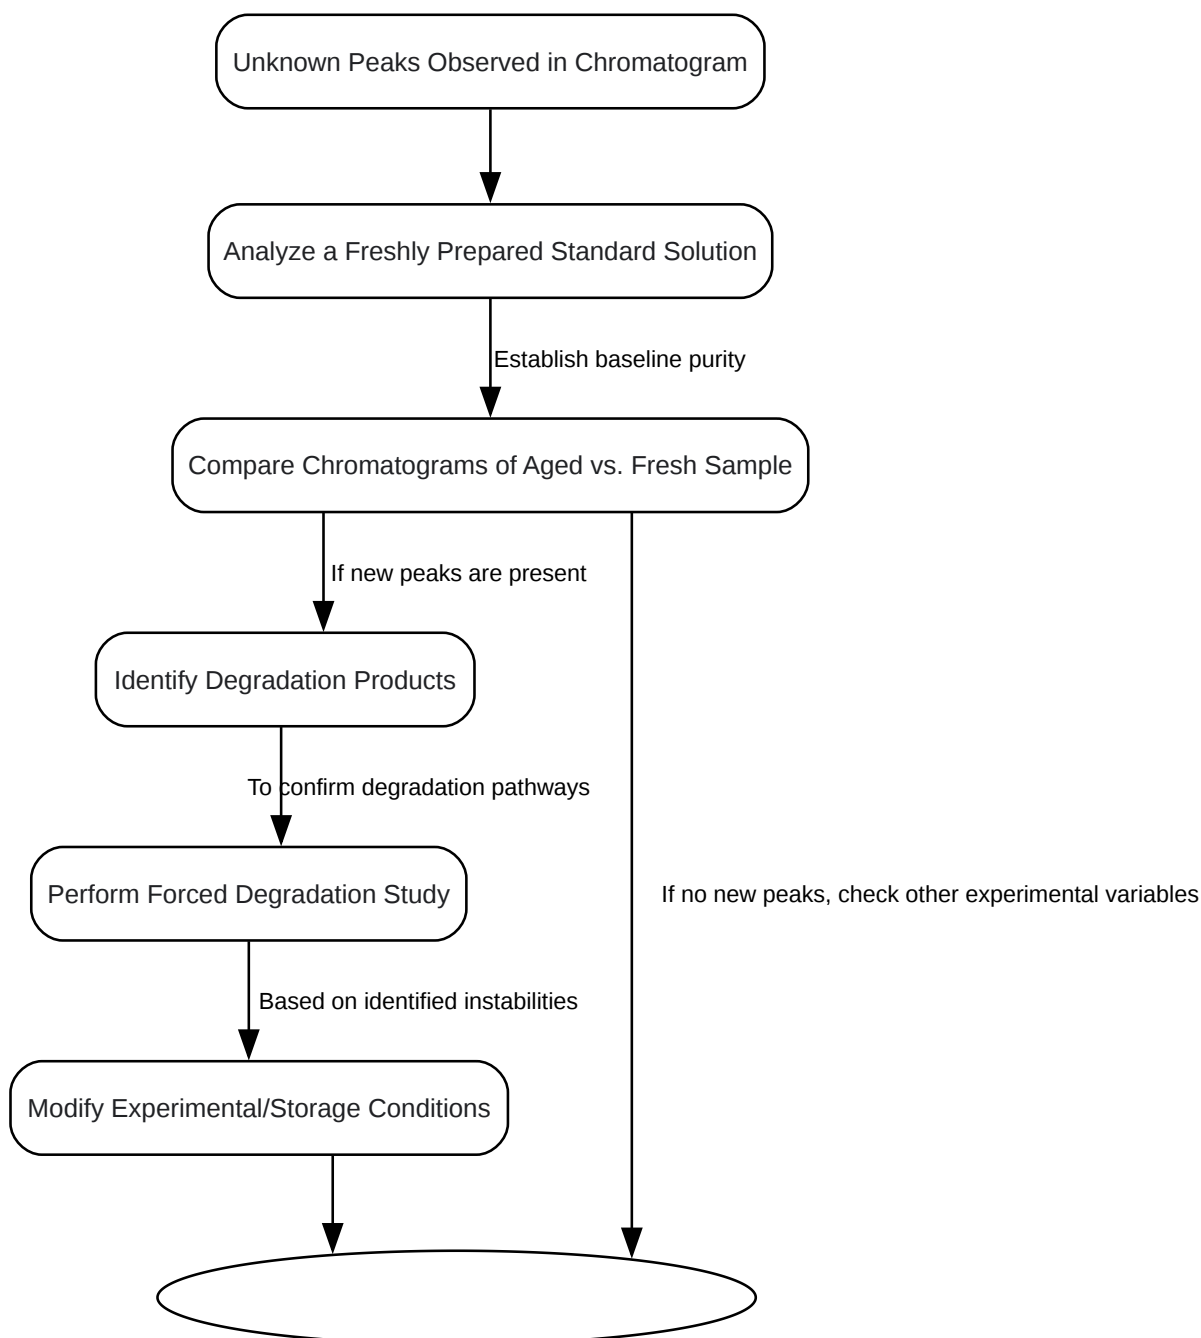 Unknown Peaks Observed in Chromatogram
Analyze a Freshly Prepared Standard Solution
Establish baseline purity
Compare Chromatograms of Aged vs. Fresh Sample
If new peaks are present
Identify Degradation Products
To confirm degradation pathways
Perform Forced Degradation Study
If no new peaks, check other experimental variables
Based on identified instabilities
Modify Experimental/Storage Conditions